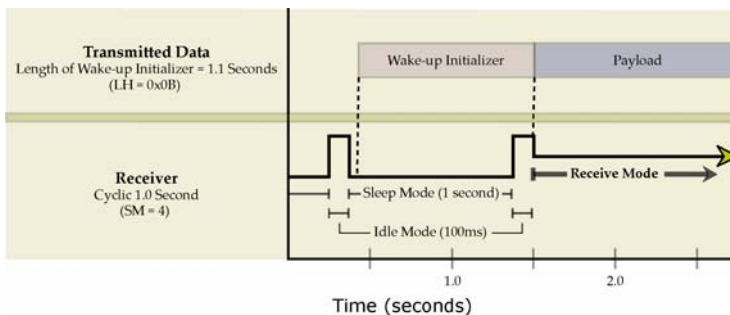 Transmitted Data
Length of Wake-up Initializer = 1.1 Seconds
(LH = 0x0B)
Wake-up Initializer
Payload
Receiver
Cyclic 1.0 Second
(SM = 4)
Sleep Mode (1 second)
Receive Mode
Idle Mode (100ms)
1.0
2.0
Time (seconds)